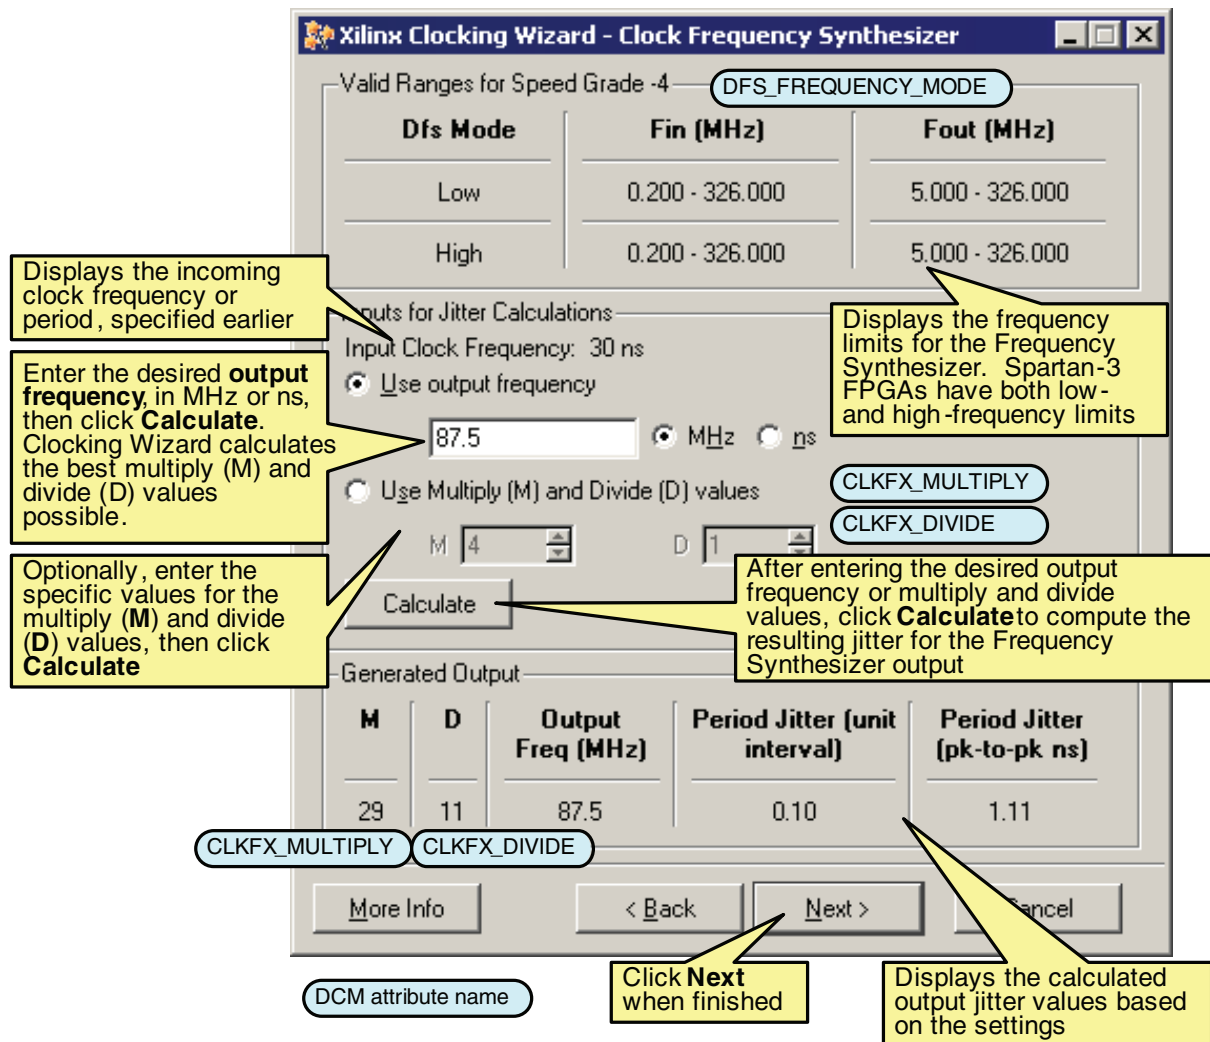 Xilinx Clocking Wizard - Clock Frequency Synthesizer
Valid Ranges for Speed Grade -4
DFS_FREQUENCY_MODE
Dfs Mode Fin (MHz) Fout (MHz)
Low 0.200 - 326.000 5.000 - 326.000
High 0.200 - 326.000 5.000 - 326.000
Displays the incoming
clock frequency or
period, specified earlier
Displays the frequency
limits for the Frequency
Synthesizer. Spartan-3
FPGAs have both low-
and high-frequency limits
Inputs for Jitter Calculations
Input Clock Frequency: 30 ns
Use output frequency
87.5 MHz ns
Enter the desired output
frequency, in MHz or ns,
then click Calculate.
Clocking Wizard calculates
the best multiply (M) and
divide (D) values
possible.
Use Multiply (M) and Divide (D) values
CLKFX_MULTIPLY
CLKFX_DIVIDE
M 4 D 1
Optionally, enter the
specific values for the
multiply (M) and divide
(D) values, then click
Calculate
Calculate
After entering the desired output
frequency or multiply and divide
values, click Calculate to compute the
resulting jitter for the Frequency
Synthesizer output
Generated Output
M D Output Freq (MHz) Period Jitter (unit interval) Period Jitter (pk-to-pk ns)
29 11 87.5 0.10 1.11
CLKFX_MULTIPLY CLKFX_DIVIDE
More Info < Back Next > Cancel
DCM attribute name
Click Next
when finished
Displays the calculated
output jitter values based
on the settings